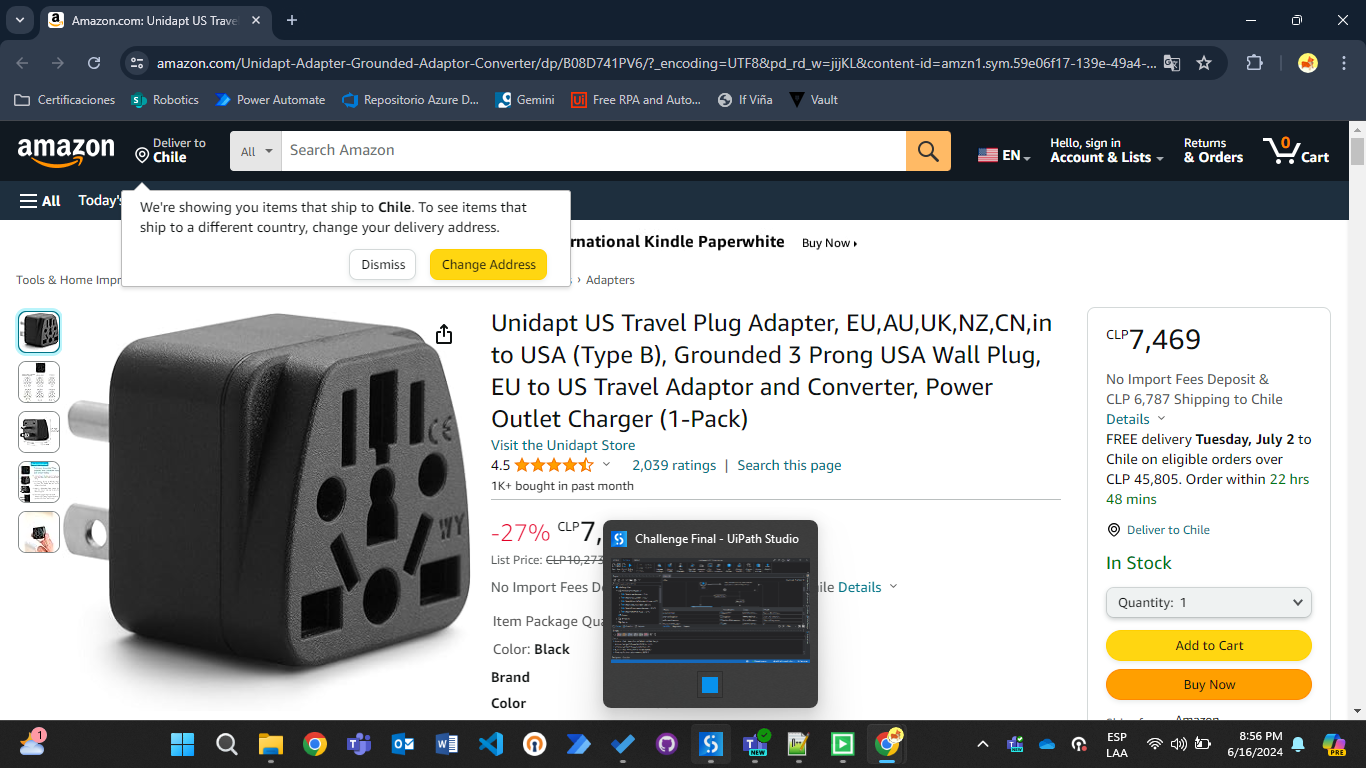 Amazon.com: Unidapt US Trave
amazon.com/Unidapt-Adapter-Grounded-Adaptor-Converter/dp/B08D741PV6/?_encoding=UTF8&pd_rd_w=jijKL&content-id=amzn1.sym.59e06f17-139e-49a4-...
Certificaciones
Robotics
Power Automate
Repositorio Azure D...
Gemini
Free RPA and Auto...
If Viña
Vault
amazon
Deliver to
Chile
All
Search Amazon
EN
Hello, sign in
Account & Lists
Returns
& Orders
0
Cart
All
Today's
We're showing you items that ship to Chile. To see items that
ship to a different country, change your delivery address.
Dismiss
Change Address
rnational Kindle Paperwhite
Buy Now
Tools & Home Impr
s › Adapters
Unidapt US Travel Plug Adapter, EU,AU,UK,NZ,CN,in
to USA (Type B), Grounded 3 Prong USA Wall Plug,
EU to US Travel Adaptor and Converter, Power
Outlet Charger (1-Pack)
Visit the Unidapt Store
4.5
2,039 ratings | Search this page
1K+ bought in past month
-27% CLP7,
List Price: CLP10,273
No Import Fees De
ile Details
Item Package Qua
Color: Black
Brand
Color
CE
WY
Challenge Final - UiPath Studio
CLP7,469
No Import Fees Deposit &
CLP 6,787 Shipping to Chile
Details
FREE delivery Tuesday, July 2 to
Chile on eligible orders over
CLP 45,805. Order within 22 hrs
48 mins
Deliver to Chile
In Stock
Quantity: 1
Add to Cart
Buy Now
Ships from
Amazon
1
NEW
ESP
LAA
8:56 PM
6/16/2024
PRE